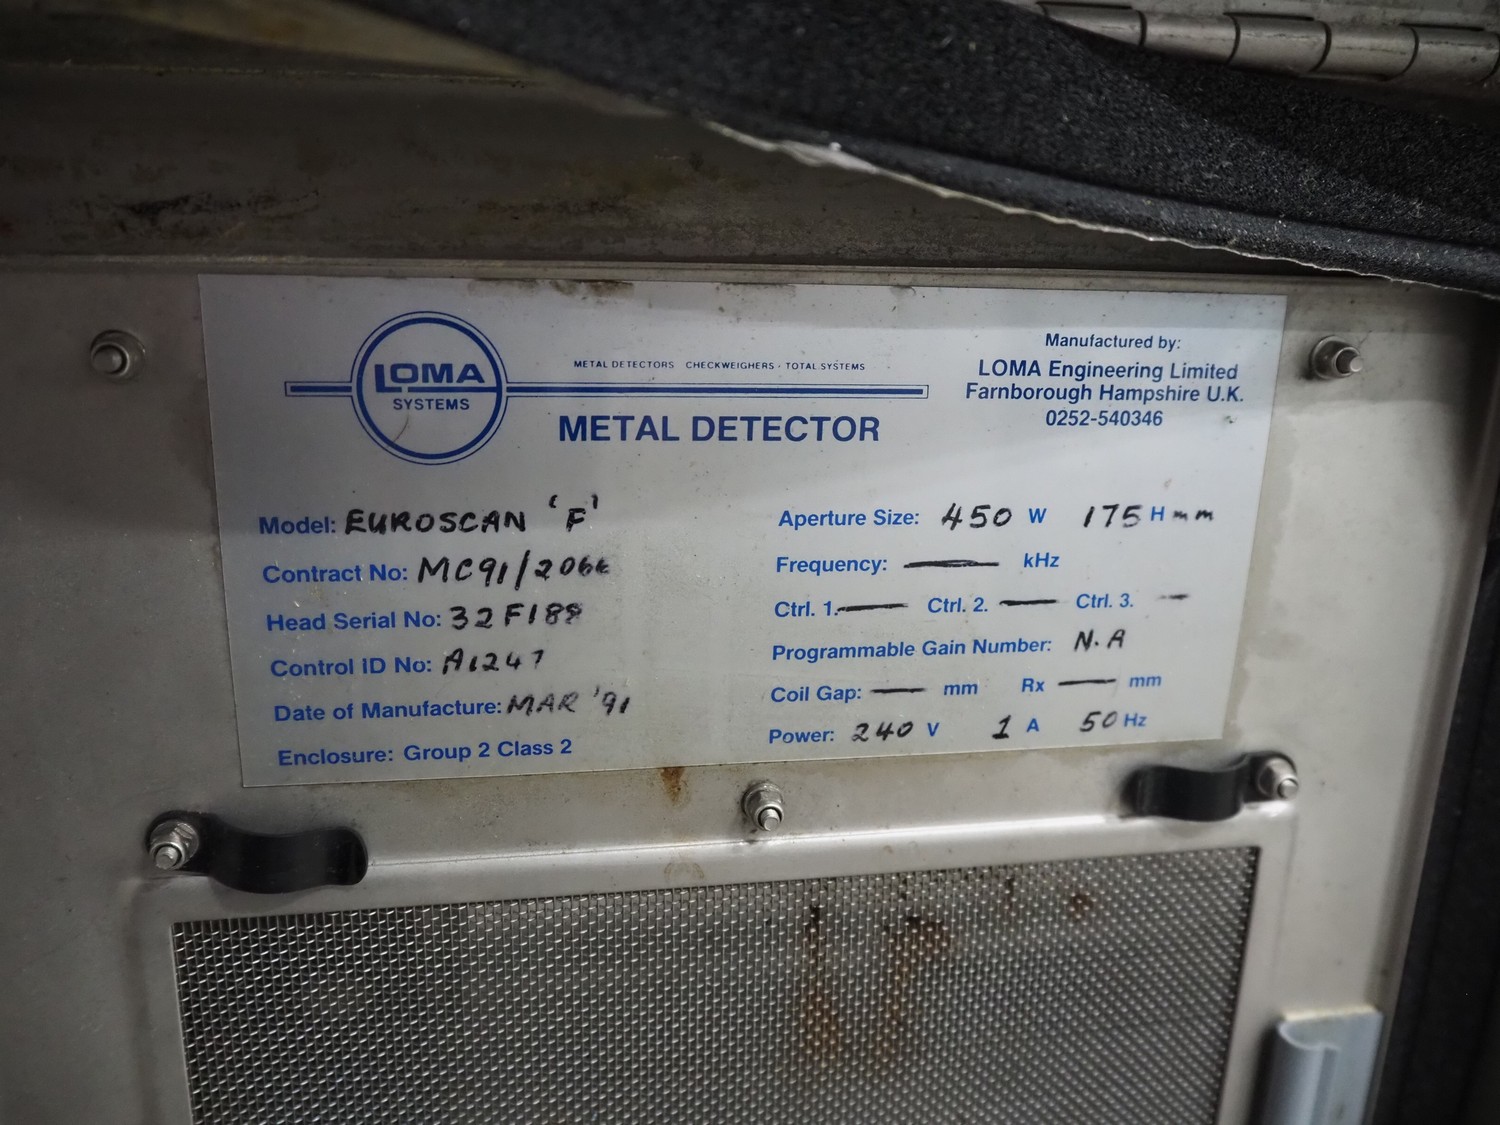 LOMA
SYSTEMS
METAL DETECTORS CHECKWEIGHERS · TOTAL SYSTEMS
METAL DETECTOR
Manufactured by:
LOMA Engineering Limited
Farnborough Hampshire U.K.
0252-540346
Model: EUROSCAN 'F'
Contract No: MC91/2066
Head Serial No: 32F188
Control ID No: A1247
Date of Manufacture: MAR '91
Enclosure: Group 2 Class 2
Aperture Size: 450 W 175 H mm
Frequency: — kHz
Ctrl. 1. — Ctrl. 2. — Ctrl. 3. —
Programmable Gain Number: N.A
Coil Gap: — mm Rx — mm
Power: 240 V 1 A 50 Hz